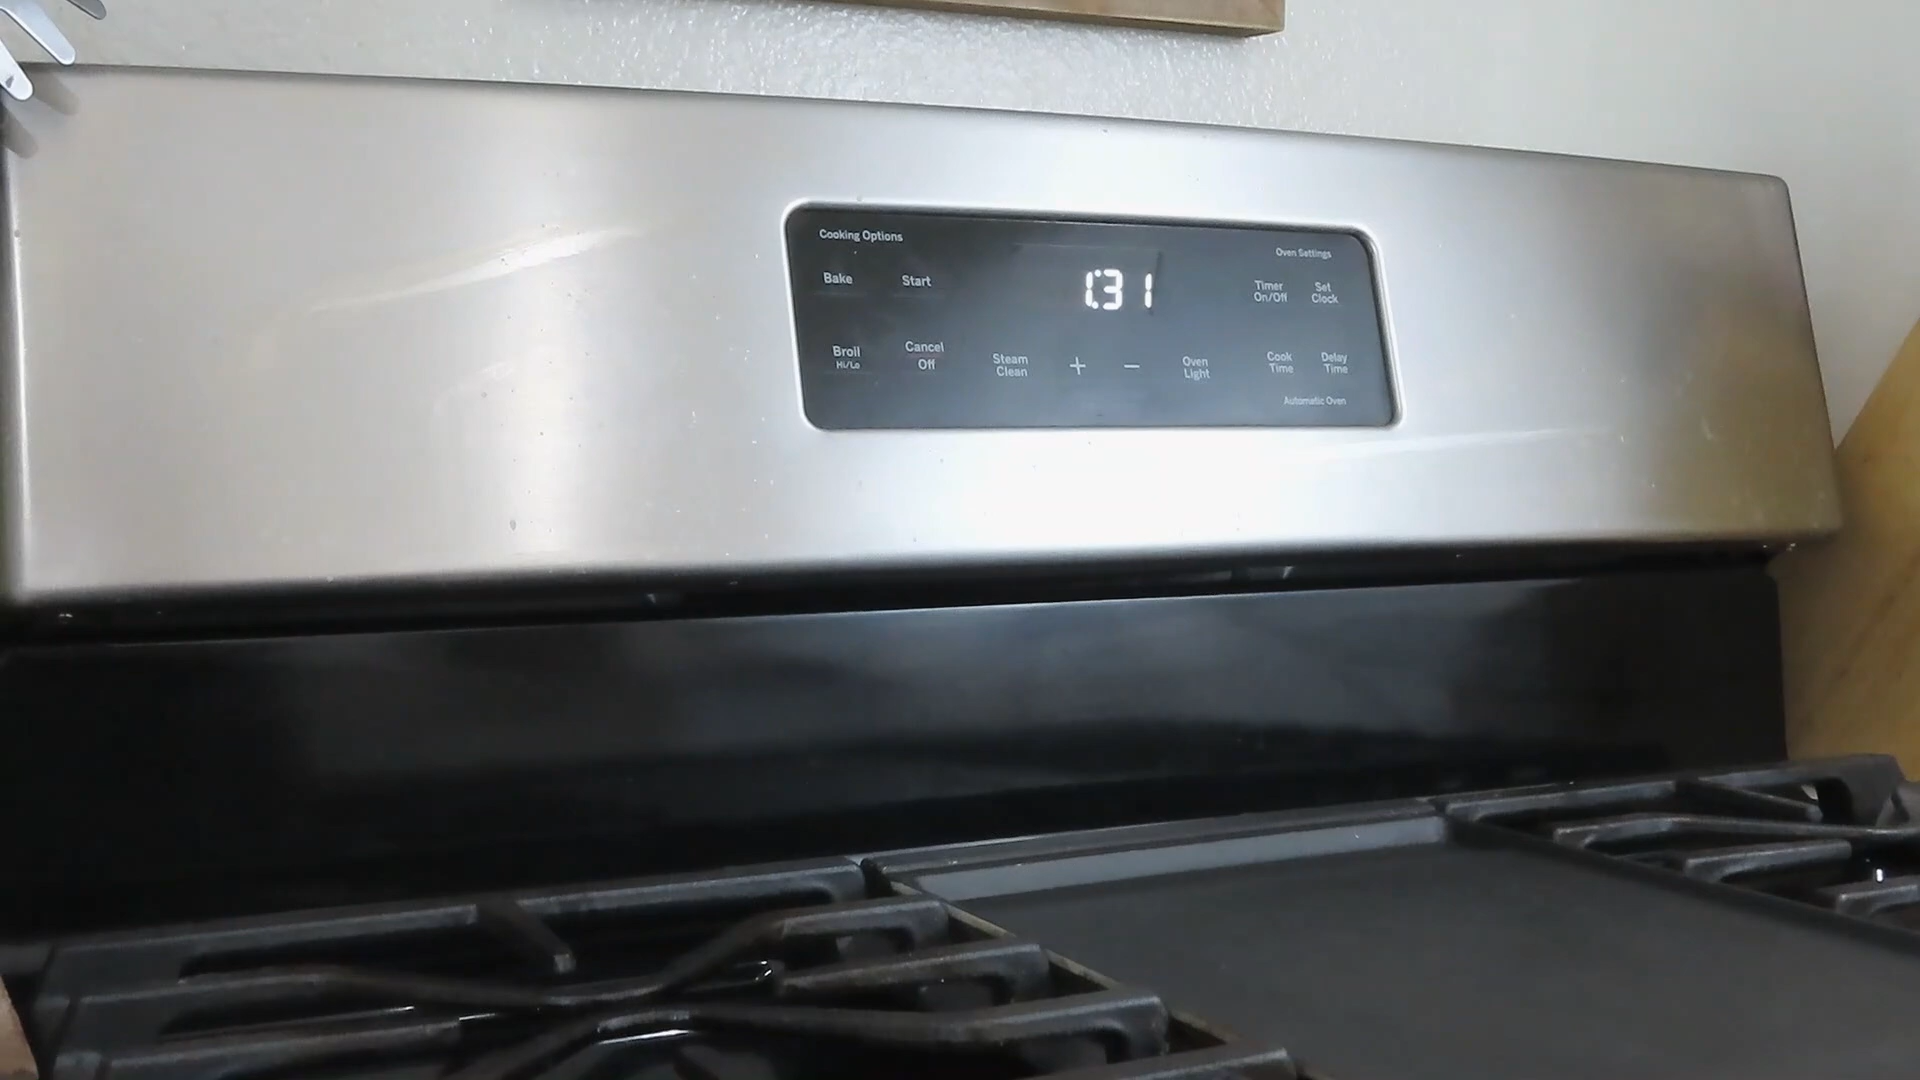 Cooking Options
Oven Settings
Bake
Start
1:31
Timer
On/Off
Set
Clock
Broil
Hi/Lo
Cancel
Off
Steam
Clean
+
−
Oven
Light
Cook
Time
Delay
Time
Automatic Oven